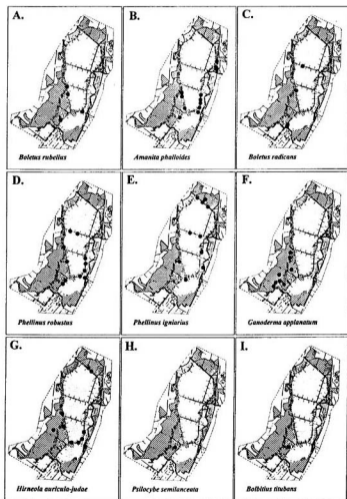 A.
B.
C.
Boletus rubellus
Amanita phalloides
Boletus radicans
D.
E.
F.
Phellinus robustus
Phellinus igniarius
Ganoderma applanatum
G.
H.
I.
Hirneola auricula-judae
Psilocybe semilanceata
Bolbitius titubans